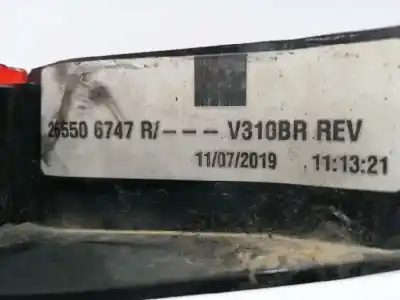 26550 6747 R/--- V310BR REV
11/07/2019 11:13:21